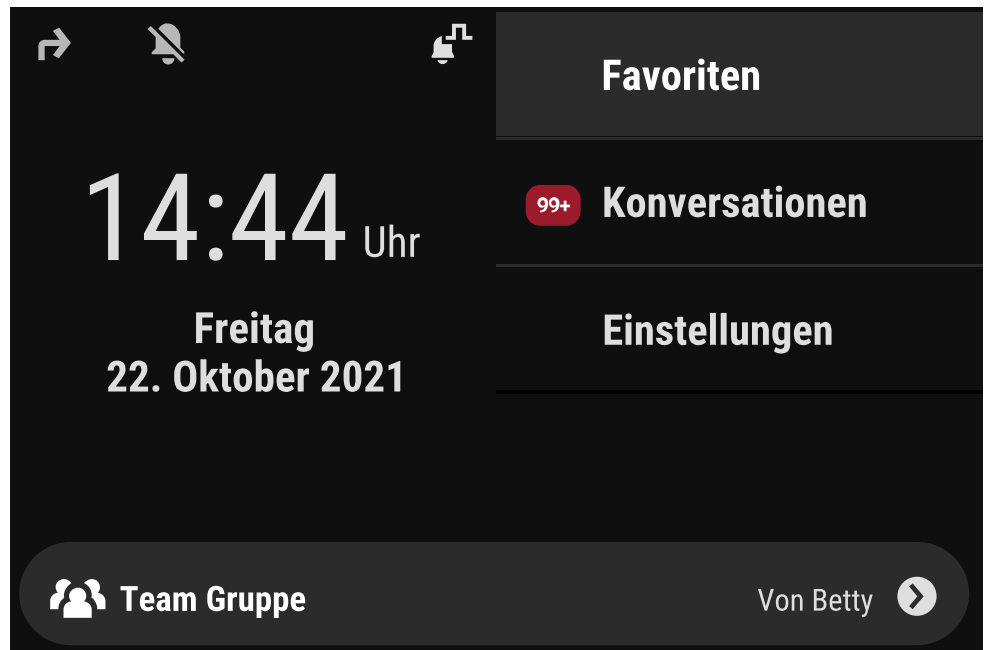 14:44 Uhr
Freitag
22. Oktober 2021
Favoriten
99+ Konversationen
Einstellungen
Team Gruppe Von Betty